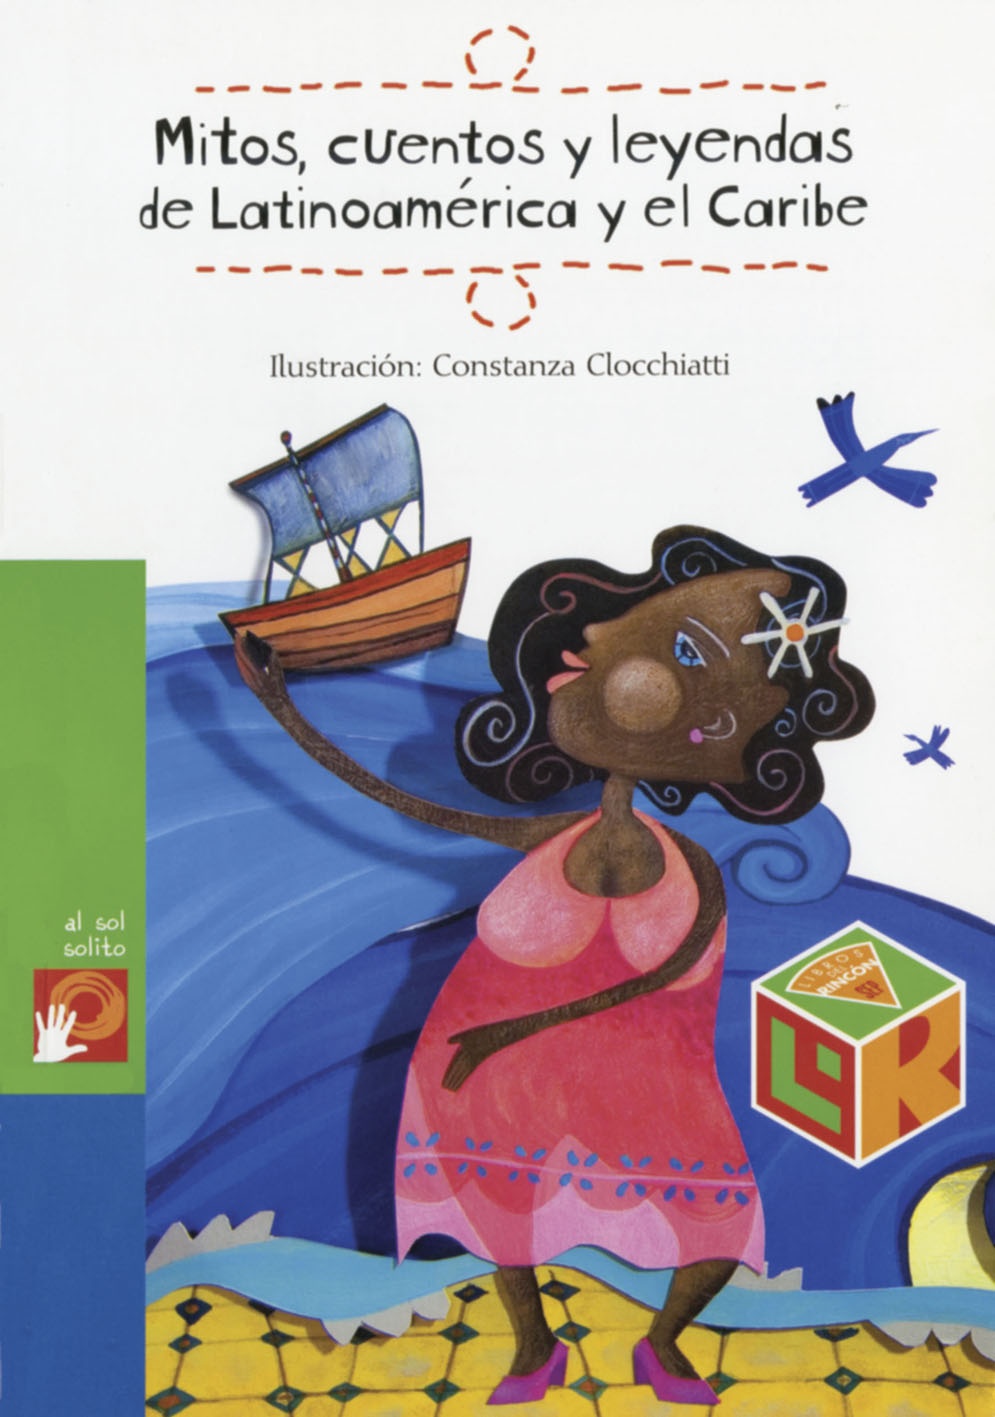 Mitos, cuentos y leyendas
de Latinoamérica y el Caribe
Ilustración: Constanza Clocchiatti
al sol
solito
LIBROS
DEL
RINCÓN
SEP
L R